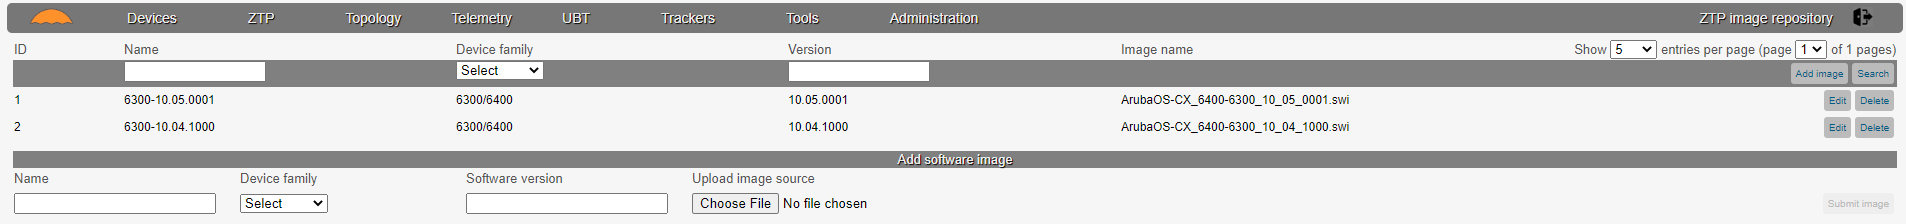 Devices ZTP Topology Telemetry UBT Trackers Tools Administration ZTP image repository
ID Name Device family Version Image name Show 5 entries per page (page 1 of 1 pages)
Select Add image Search
1 6300-10.05.0001 6300/6400 10.05.0001 ArubaOS-CX_6400-6300_10_05_0001.swi Edit Delete
2 6300-10.04.1000 6300/6400 10.04.1000 ArubaOS-CX_6400-6300_10_04_1000.swi Edit Delete
Add software image
Name Device family Software version Upload image source
Select Choose File No file chosen Submit image